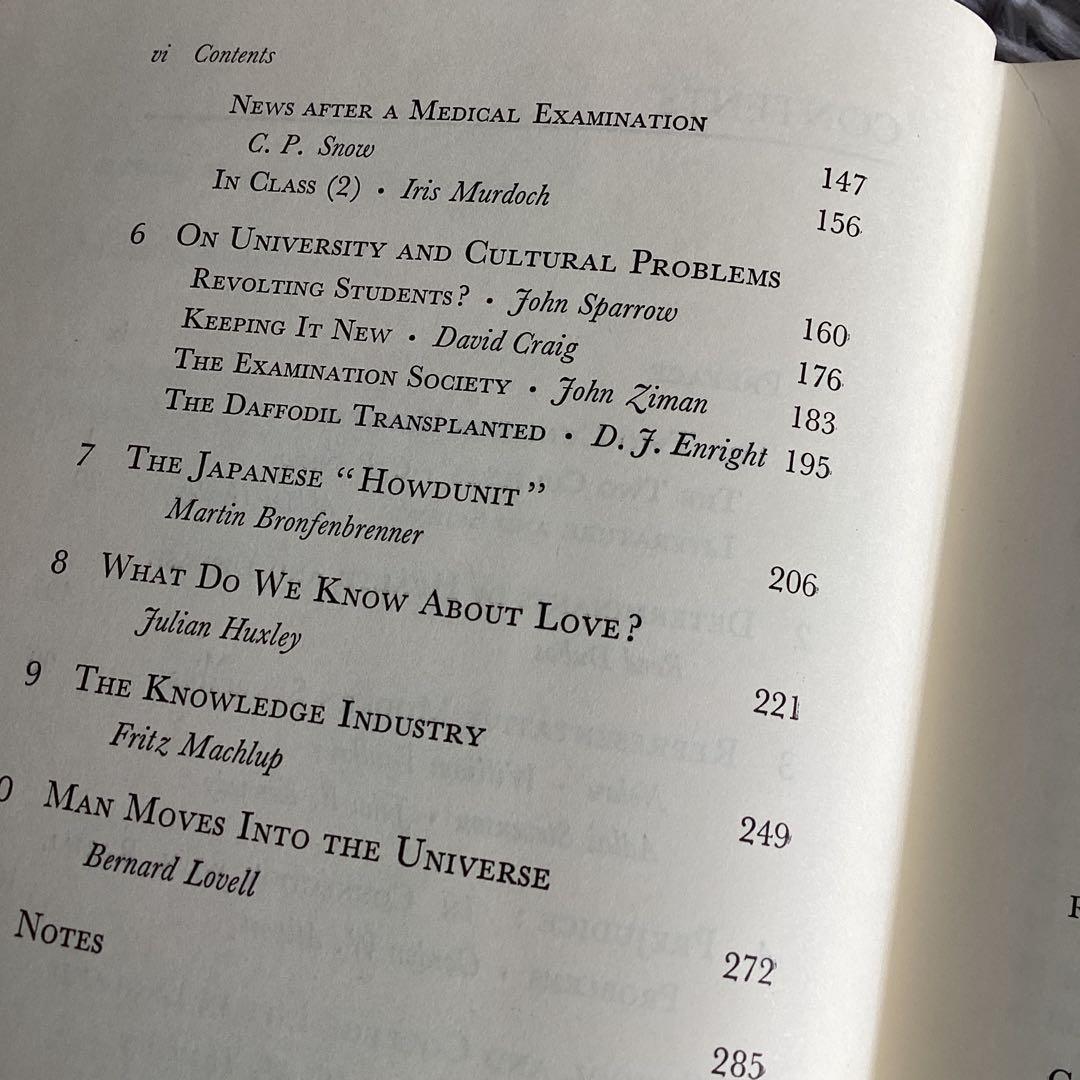 vi Contents
News after a Medical Examination
C. P. Snow 147
In Class (2) • Iris Murdoch 156
6 On University and Cultural Problems
Revolting Students? • John Sparrow 160
Keeping It New • David Craig 176
The Examination Society • John Ziman 183
The Daffodil Transplanted • D. J. Enright 195
7 The Japanese “Howdunit”
Martin Bronfenbrenner 206
8 What Do We Know About Love?
Julian Huxley 221
9 The Knowledge Industry
Fritz Machlup 249
0 Man Moves Into the Universe
Bernard Lovell 272
Notes 285